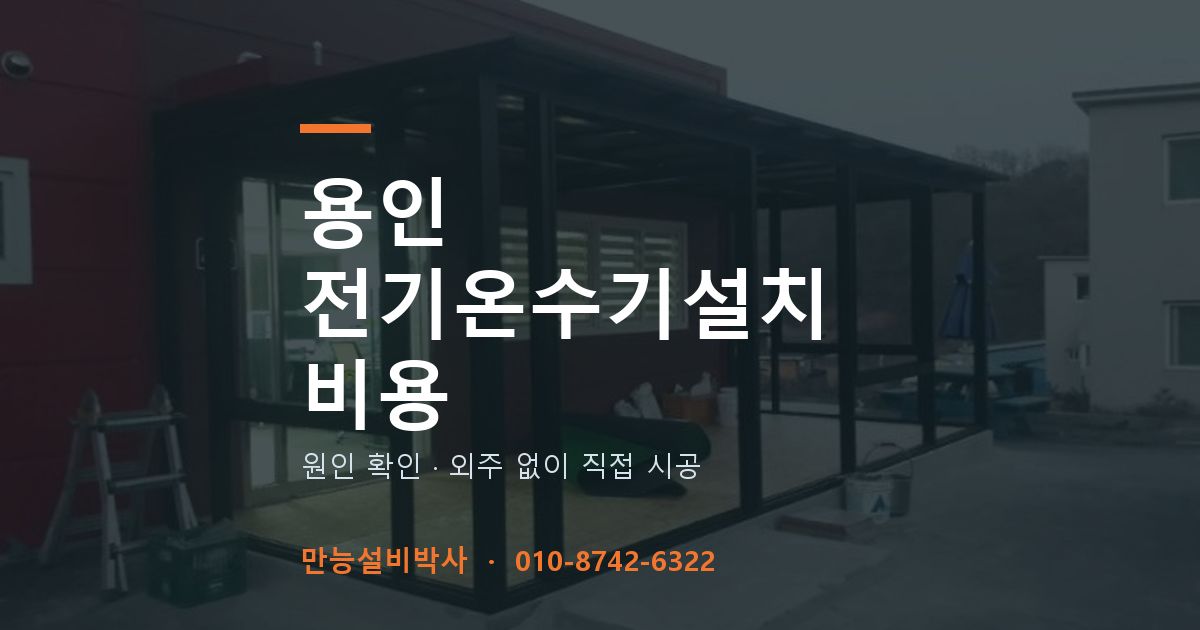 용인
전기온수기설치
비용
원인 확인 · 외주 없이 직접 시공
만능설비박사 · 010-8742-6322